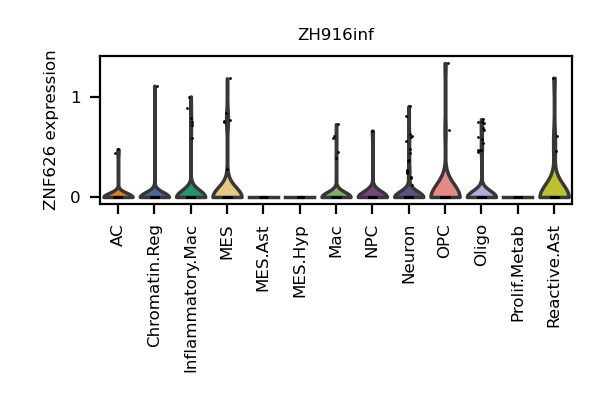 ZH916inf
ZNF626 expression
1
0
AC
Chromatin.Reg
Inflammatory.Mac
MES
MES.Ast
MES.Hyp
Mac
NPC
Neuron
OPC
Oligo
Prolif.Metab
Reactive.Ast